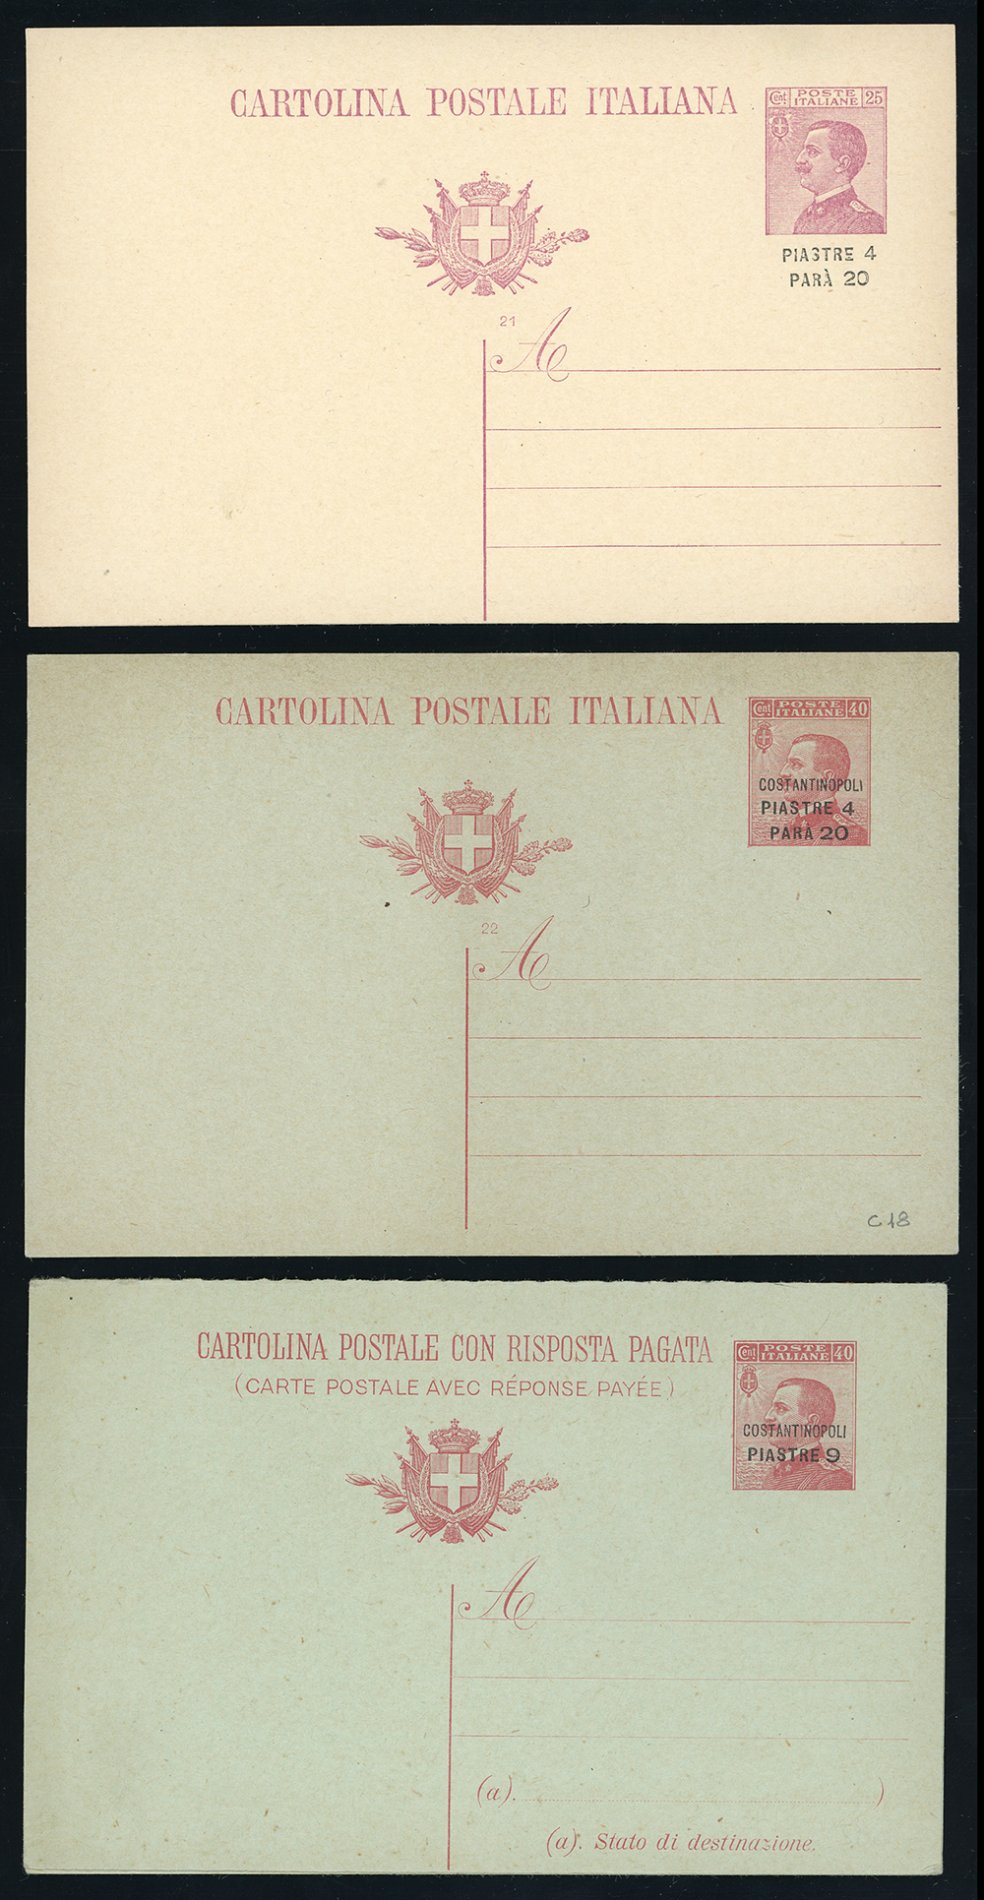 CARTOLINA POSTALE ITALIANA
Cent POSTE ITALIANE 25
PIASTRE 4
PARÀ 20
21
A
CARTOLINA POSTALE ITALIANA
Cent. POSTE ITALIANE 40
COSTANTINOPOLI
PIASTRE 4
PARÀ 20
22
A
C18
CARTOLINA POSTALE CON RISPOSTA PAGATA
(CARTE POSTALE AVEC RÉPONSE PAYÉE)
Cent POSTE ITALIANE 40
COSTANTINOPOLI
PIASTRE 9
A
(a). )
(a). Stato di destinazione.